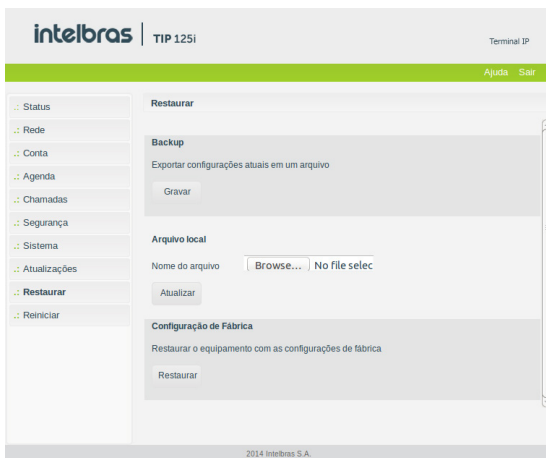 intelbras TIP 125i
Terminal IP
Ajuda Sair
.: Status
.: Rede
.: Conta
.: Agenda
.: Chamadas
.: Segurança
.: Sistema
.: Atualizações
.: Restaurar
.: Reiniciar
Restaurar
Backup
Exportar configurações atuais em um arquivo
Gravar
Arquivo local
Nome do arquivo Browse... No file selec
Atualizar
Configuração de Fábrica
Restaurar o equipamento com as configurações de fábrica
Restaurar
2014 Intelbras S.A.